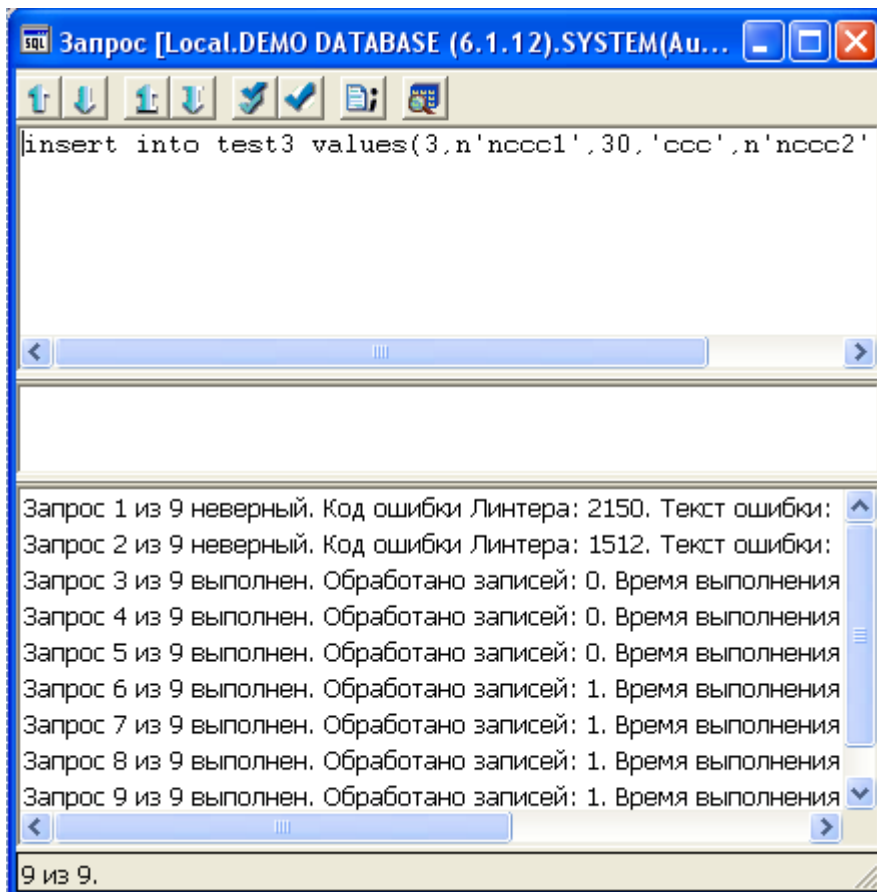 Запрос [Local.DEMO DATABASE (6.1.12).SYSTEM(Au...
insert into test3 values(3,n'nccc1',30,'ccc',n'nccc2'
Запрос 1 из 9 неверный. Код ошибки Линтера: 2150. Текст ошибки:
Запрос 2 из 9 неверный. Код ошибки Линтера: 1512. Текст ошибки:
Запрос 3 из 9 выполнен. Обработано записей: 0. Время выполнения
Запрос 4 из 9 выполнен. Обработано записей: 0. Время выполнения
Запрос 5 из 9 выполнен. Обработано записей: 0. Время выполнения
Запрос 6 из 9 выполнен. Обработано записей: 1. Время выполнения
Запрос 7 из 9 выполнен. Обработано записей: 1. Время выполнения
Запрос 8 из 9 выполнен. Обработано записей: 1. Время выполнения
Запрос 9 из 9 выполнен. Обработано записей: 1. Время выполнения
9 из 9.